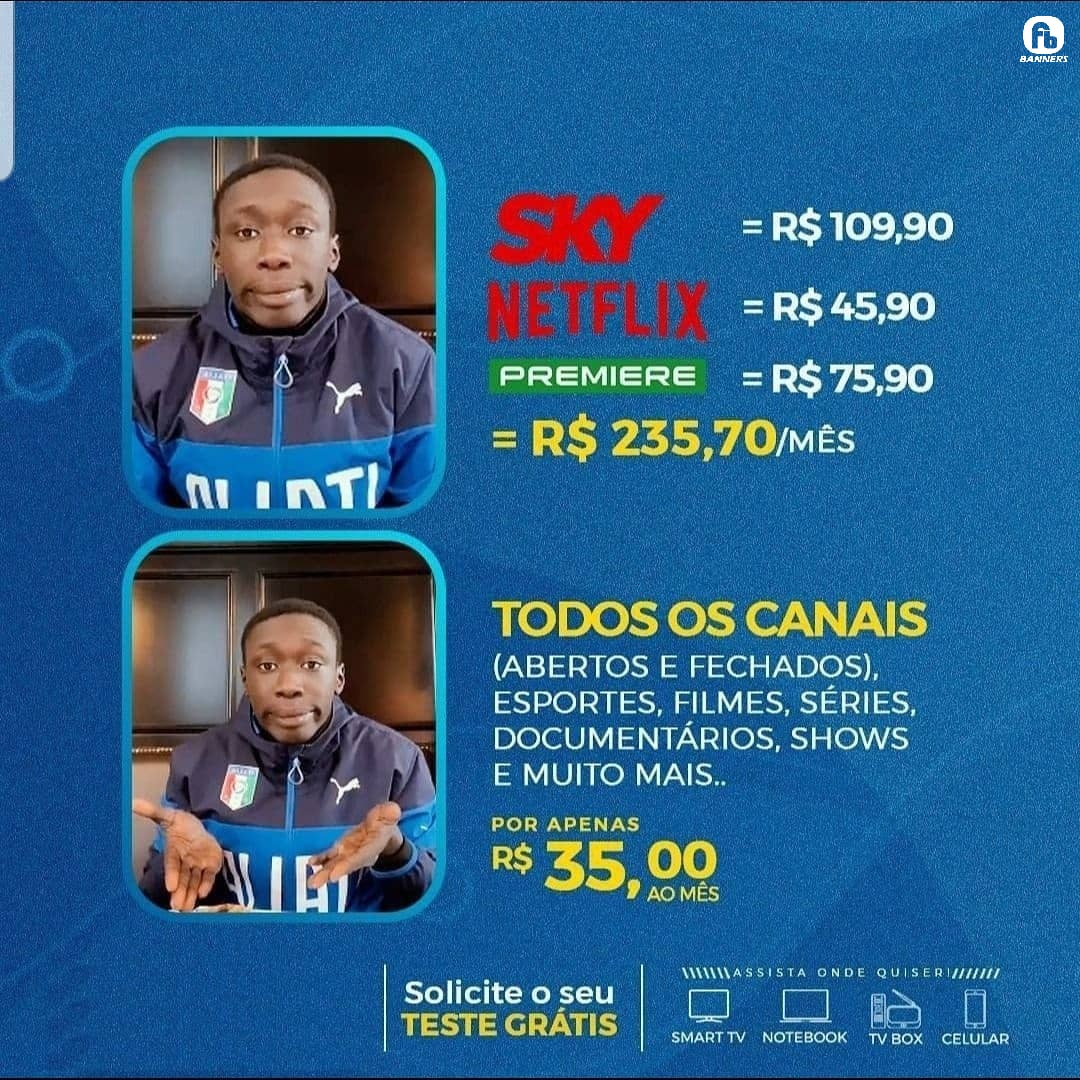 fb
BANNERS
SKY = R$ 109,90
NETFLIX = R$ 45,90
PREMIERE = R$ 75,90
= R$ 235,70/MÊS
TODOS OS CANAIS
(ABERTOS E FECHADOS),
ESPORTES, FILMES, SÉRIES,
DOCUMENTÁRIOS, SHOWS
E MUITO MAIS..
POR APENAS
R$ 35,00
AO MÊS
Solicite o seu
TESTE GRÁTIS
\\\\\\\ASSISTA ONDE QUISER!///////
SMART TV NOTEBOOK TV BOX CELULAR